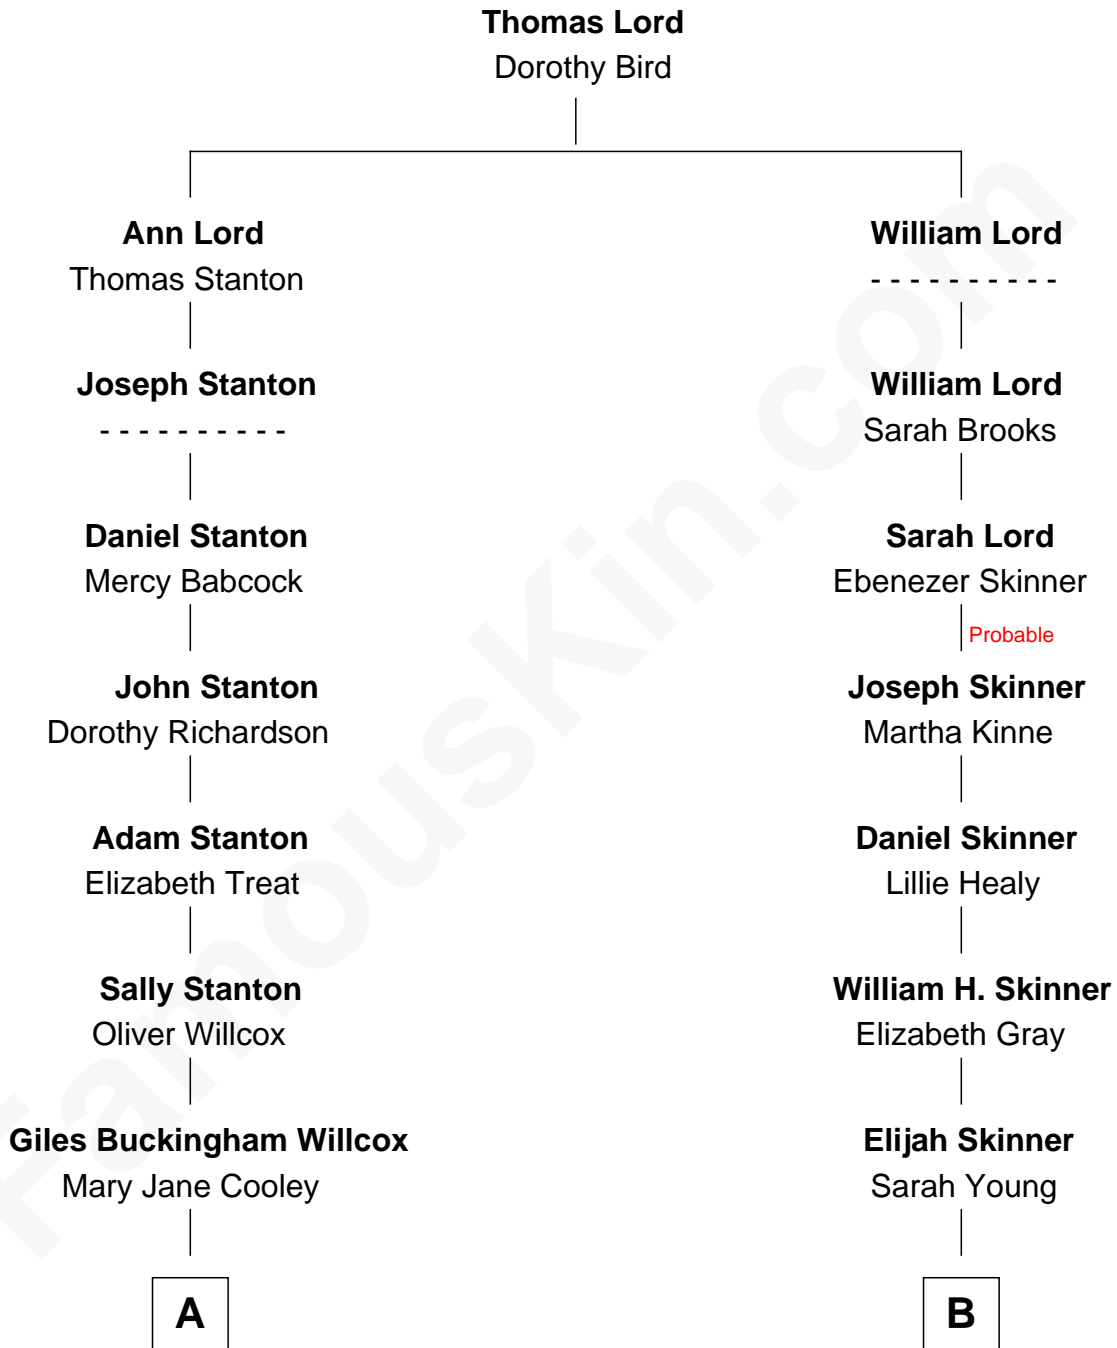 Thomas Lord
Dorothy Bird
Ann Lord
Thomas Stanton
William Lord
- - - - - - - - - -
Joseph Stanton
- - - - - - - - - -
William Lord
Sarah Brooks
Daniel Stanton
Mercy Babcock
Sarah Lord
Ebenezer Skinner
Probable
John Stanton
Dorothy Richardson
Joseph Skinner
Martha Kinne
Adam Stanton
Elizabeth Treat
Daniel Skinner
Lillie Healy
Sally Stanton
Oliver Willcox
William H. Skinner
Elizabeth Gray
Giles Buckingham Willcox
Mary Jane Cooley
Elijah Skinner
Sarah Young
A
B
FamousKin.com